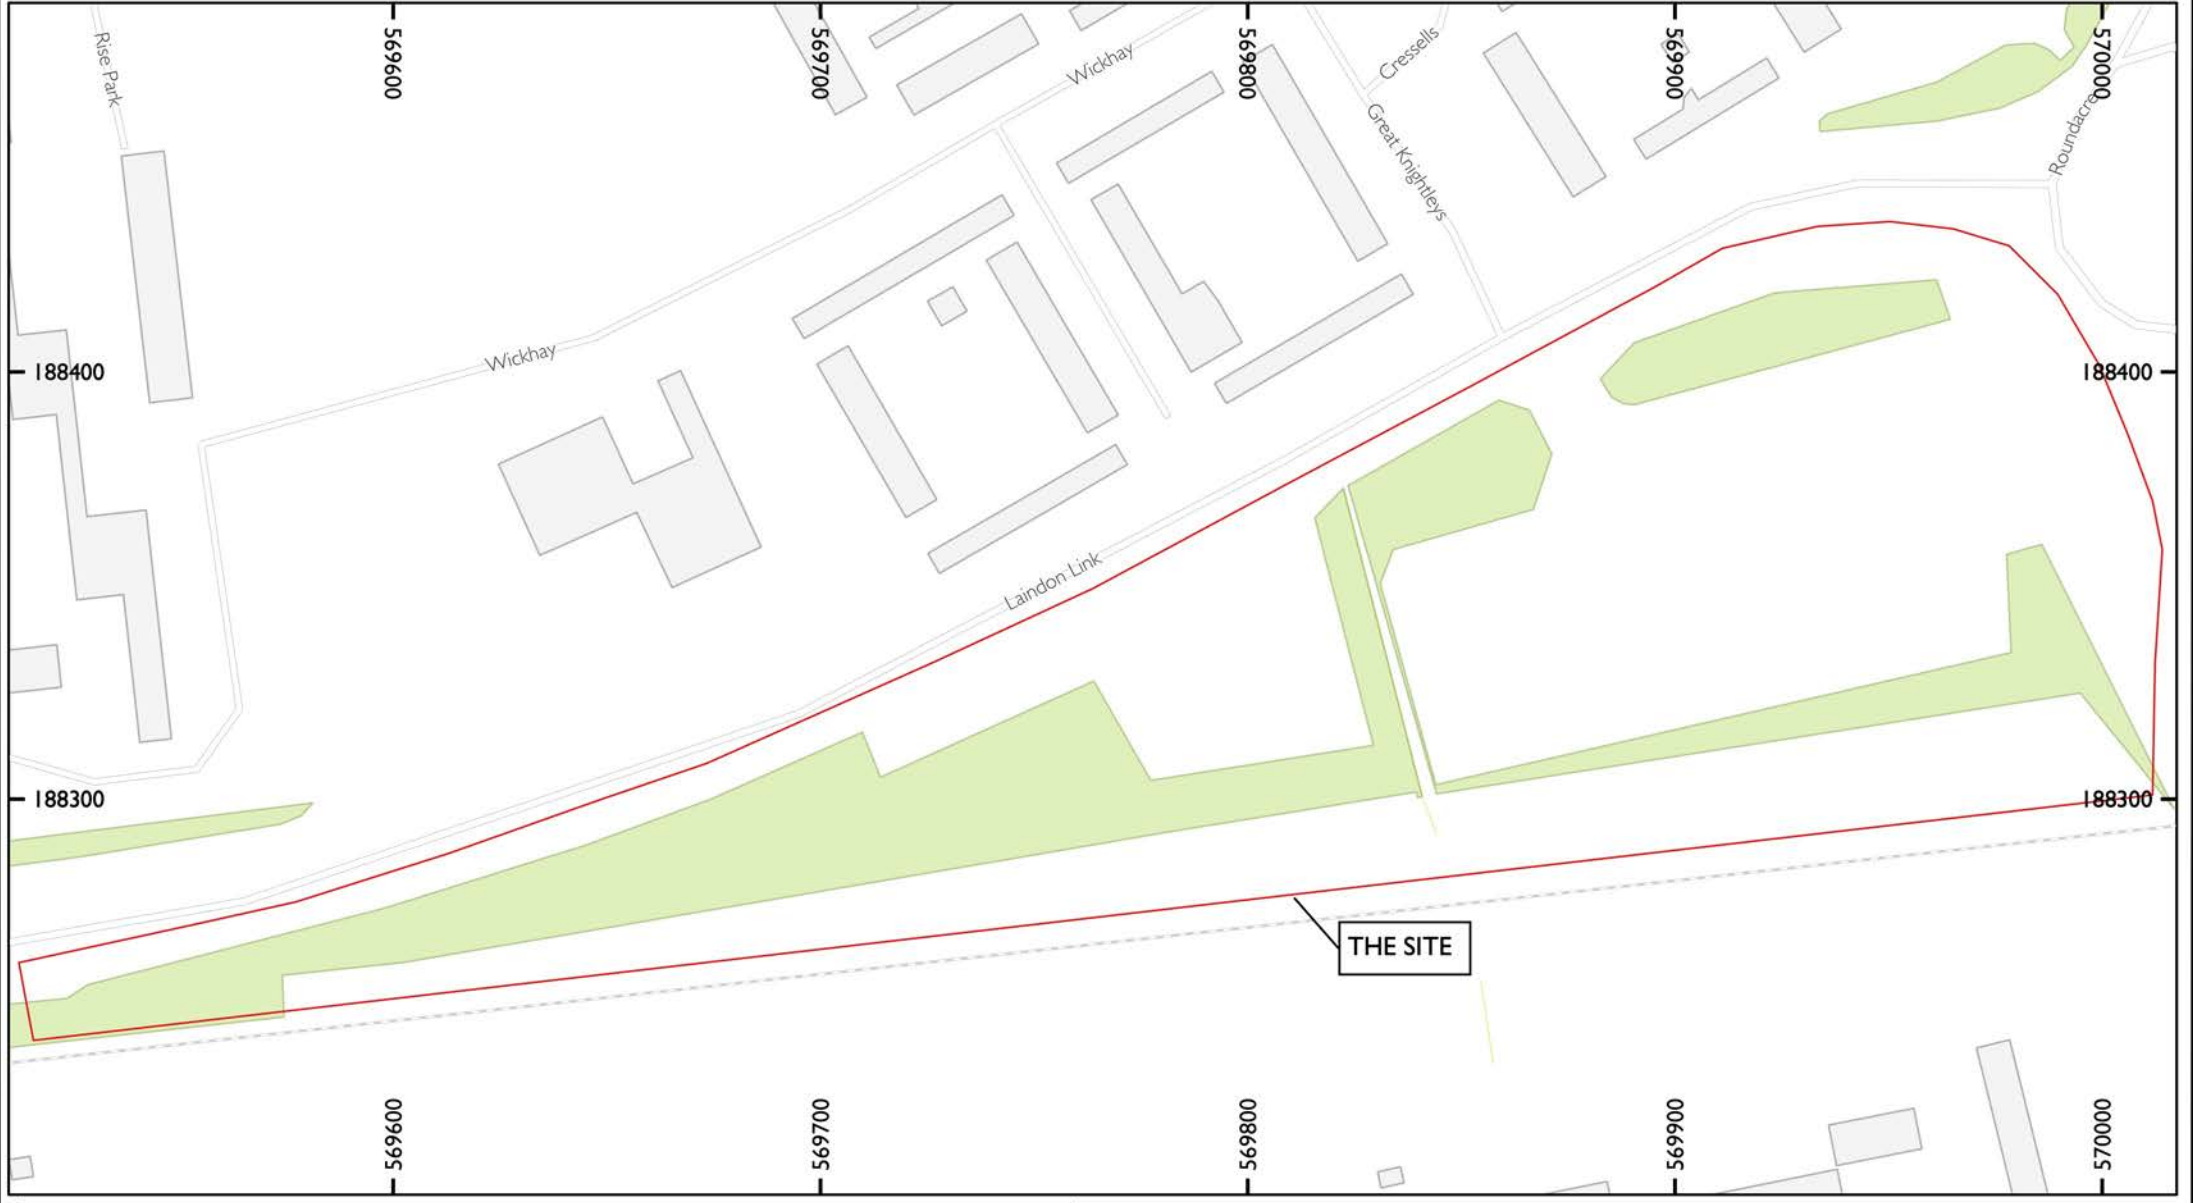 Rise Park
569600
569700
Wickhay
569800
Cressells
Great Knightleys
569900
570000
Roundacre
188400
Wickhay
188400
Laindon Link
188300
188300
THE SITE
569600
569700
569800
569900
570000